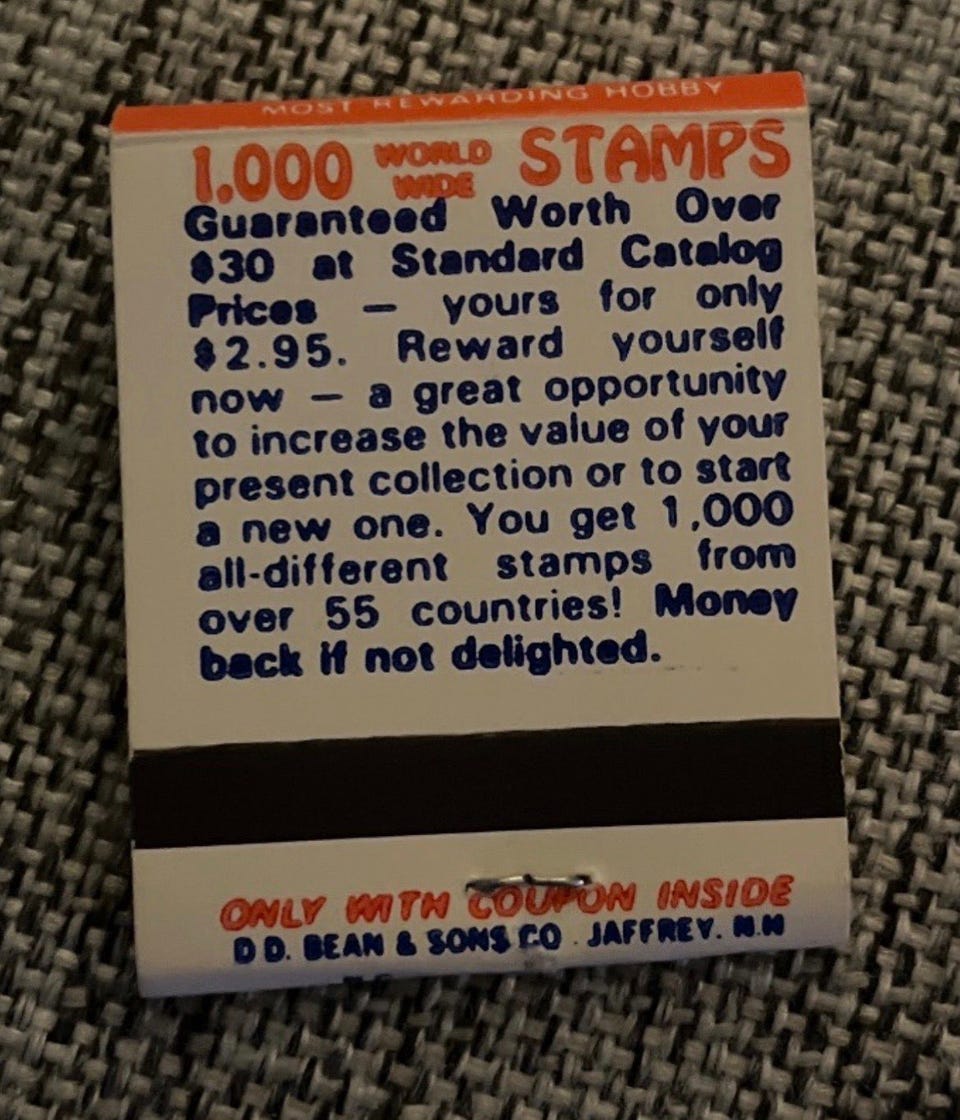 MOST REWARDING HOBBY
1,000 WORLD WIDE STAMPS
Guaranteed Worth Over
$30 at Standard Catalog
Prices — yours for only
$2.95. Reward yourself
now — a great opportunity
to increase the value of your
present collection or to start
a new one. You get 1,000
all-different stamps from
over 55 countries! Money
back if not delighted.
ONLY WITH COUPON INSIDE
D D. BEAN & SONS CO . JAFFREY. N.H